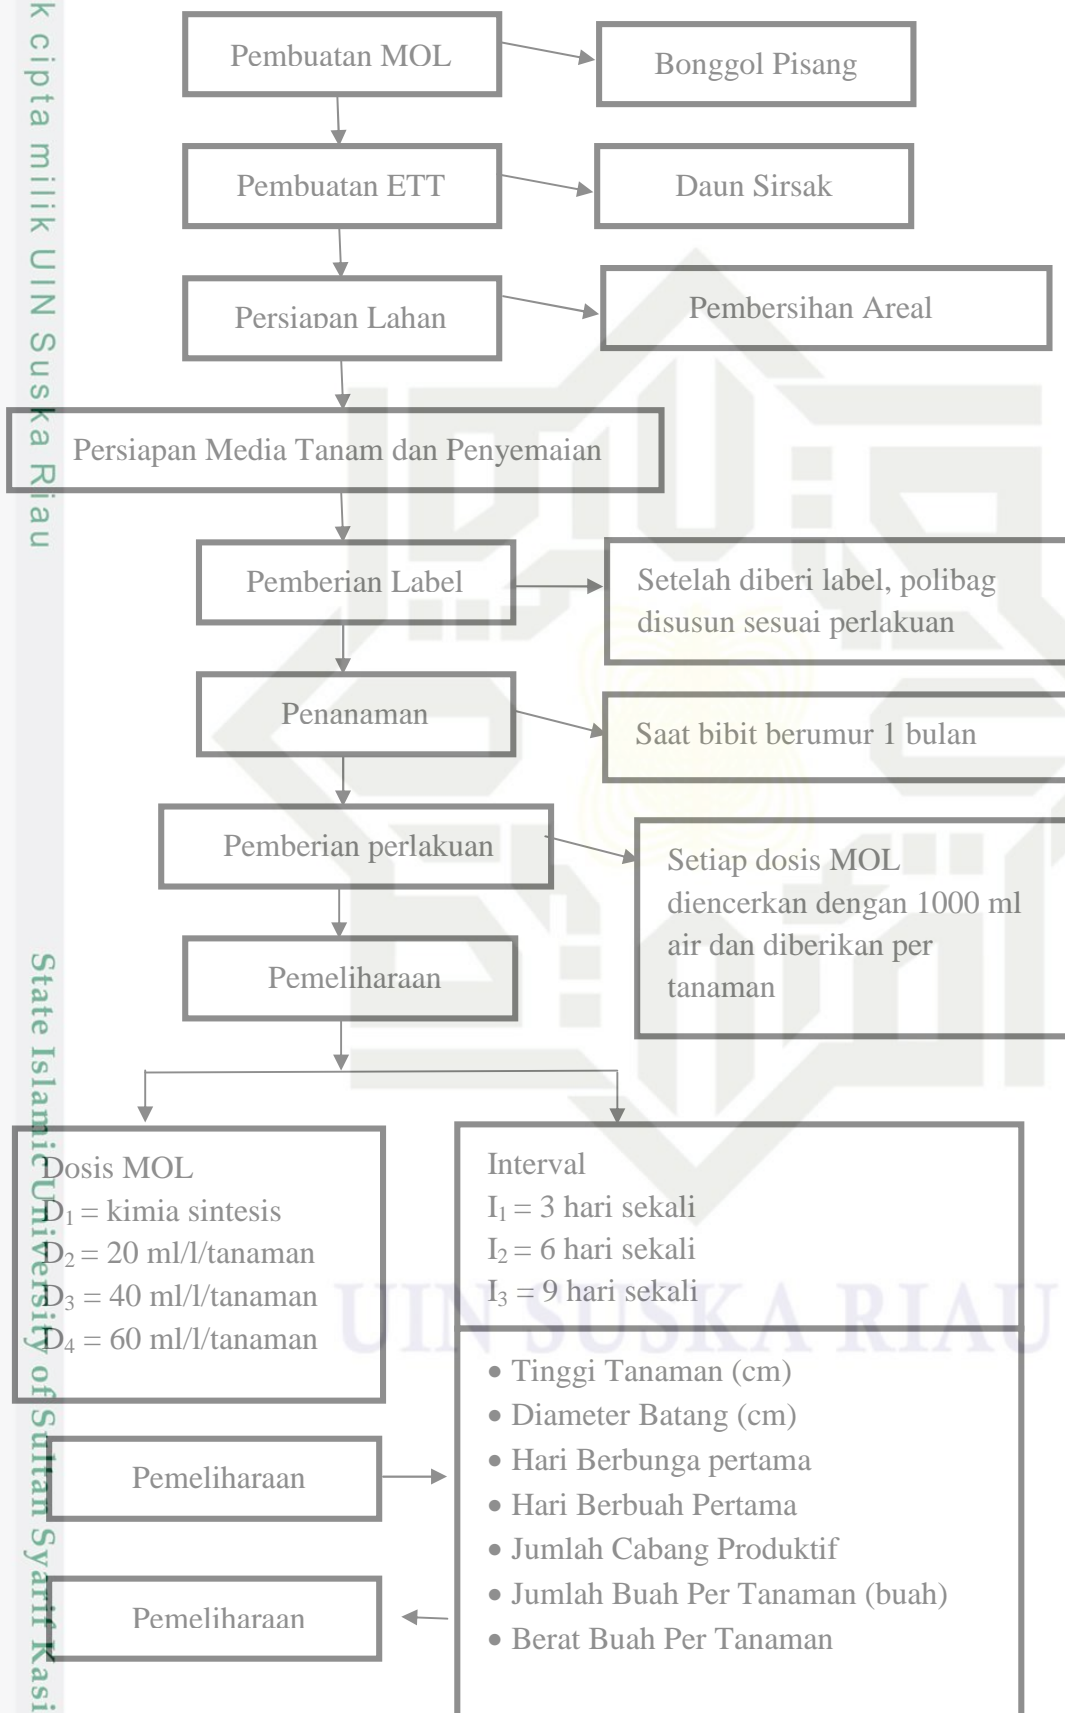 k cipta milik UIN Suska Riau
State Islamic University of Sultan Syarif Kasi
Pembuatan MOL
Bonggol Pisang
Pembuatan ETT
Daun Sirsak
Persiapan Lahan
Pembersihan Areal
Persiapan Media Tanam dan Penyemaian
Pemberian Label
Setelah diberi label, polibag
disusun sesuai perlakuan
Penanaman
Saat bibit berumur 1 bulan
Pemberian perlakuan
Setiap dosis MOL
diencerkan dengan 1000 ml
air dan diberikan per
tanaman
Pemeliharaan
Dosis MOL
D₁ = kimia sintesis
D₂ = 20 ml/l/tanaman
D₃ = 40 ml/l/tanaman
D₄ = 60 ml/l/tanaman
Interval
I₁ = 3 hari sekali
I₂ = 6 hari sekali
I₃ = 9 hari sekali
UIN SUSKA RIAU
• Tinggi Tanaman (cm)
• Diameter Batang (cm)
• Hari Berbunga pertama
• Hari Berbuah Pertama
• Jumlah Cabang Produktif
• Jumlah Buah Per Tanaman (buah)
• Berat Buah Per Tanaman
Pemeliharaan
Pemeliharaan